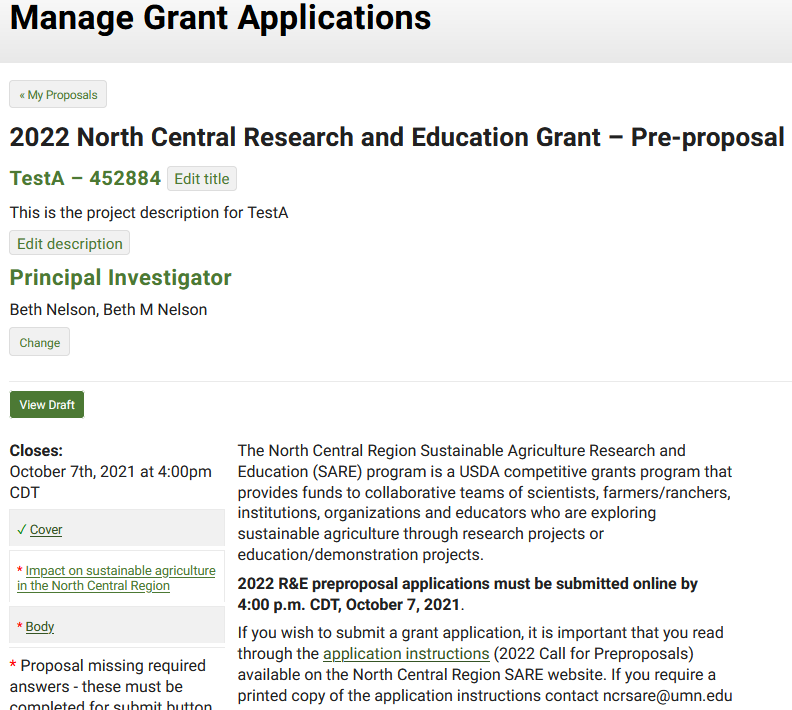 Manage Grant Applications
« My Proposals
2022 North Central Research and Education Grant – Pre-proposal
TestA – 452884 Edit title
This is the project description for TestA
Edit description
Principal Investigator
Beth Nelson, Beth M Nelson
Change
View Draft
Closes:
October 7th, 2021 at 4:00pm
CDT
✓ Cover
* Impact on sustainable agriculture
in the North Central Region
* Body
* Proposal missing required
answers - these must be
completed for submit button
The North Central Region Sustainable Agriculture Research and
Education (SARE) program is a USDA competitive grants program that
provides funds to collaborative teams of scientists, farmers/ranchers,
institutions, organizations and educators who are exploring
sustainable agriculture through research projects or
education/demonstration projects.
2022 R&E preproposal applications must be submitted online by
4:00 p.m. CDT, October 7, 2021.
If you wish to submit a grant application, it is important that you read
through the application instructions (2022 Call for Preproposals)
available on the North Central Region SARE website. If you require a
printed copy of the application instructions contact ncrsare@umn.edu